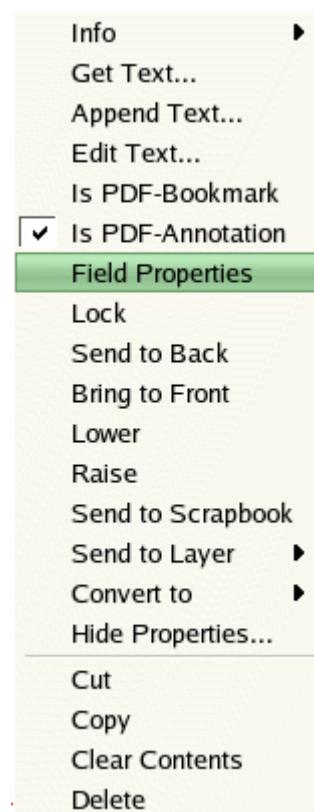 Info
Get Text...
Append Text...
Edit Text...
Is PDF-Bookmark
Is PDF-Annotation
Field Properties
Lock
Send to Back
Bring to Front
Lower
Raise
Send to Scrapbook
Send to Layer
Convert to
Hide Properties...
Cut
Copy
Clear Contents
Delete